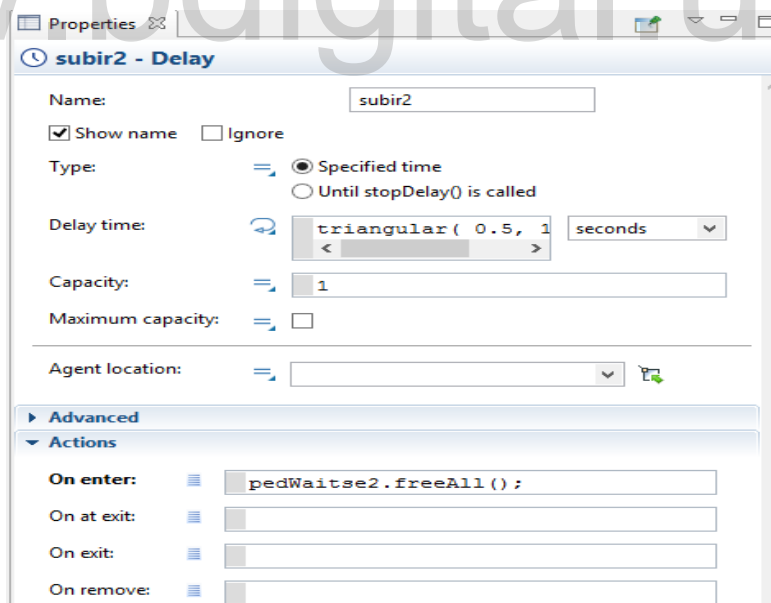 Properties
subir2 - Delay
Name: subir2
Show name Ignore
Type: Specified time
Until stopDelay() is called
Delay time: triangular( 0.5, 1 seconds
Capacity: 1
Maximum capacity:
Agent location:
Advanced
Actions
On enter: pedWaitse2.freeAll();
On at exit:
On exit:
On remove: